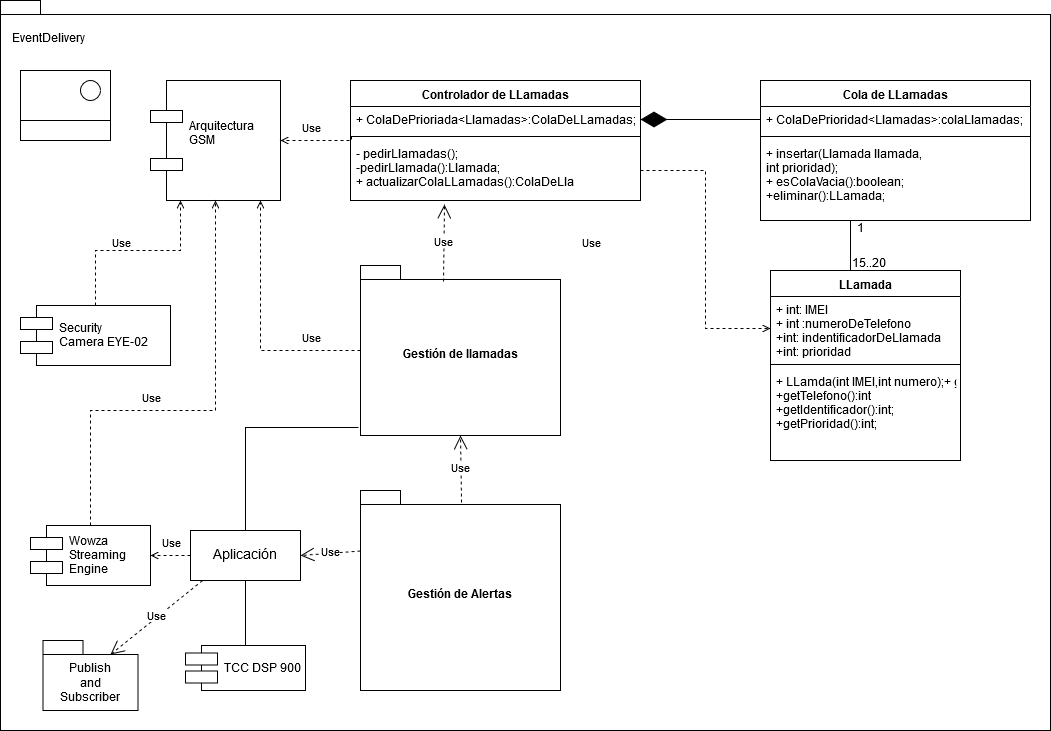 EventDelivery
Arquitectura
GSM
Use
Controlador de LLamadas
+ ColaDePrioriada<Llamadas>:ColaDeLLamadas;
- pedirLlamadas();
-pedirLlamada():Llamada;
+ actualizarColaLLamadas():ColaDeLla
Cola de LLamadas
+ ColaDePrioridad<Llamadas>:colaLlamadas;
+ insertar(Llamada llamada,
int prioridad);
+ esColaVacia():boolean;
+eliminar():LLamada;
1
15..20
Use
Use
Use
LLamada
+ int: IMEI
+ int :numeroDeTelefono
+int: indentificadorDeLlamada
+int: prioridad
+ LLamda(int IMEI,int numero);+ g
+getTelefono():int
+getIdentificador():int;
+getPrioridad():int;
Security
Camera EYE-02
Use
Gestión de llamadas
Use
Use
Wowza
Streaming
Engine
Use
Aplicación
Use
Gestión de Alertas
Use
Publish
and
Subscriber
TCC DSP 900